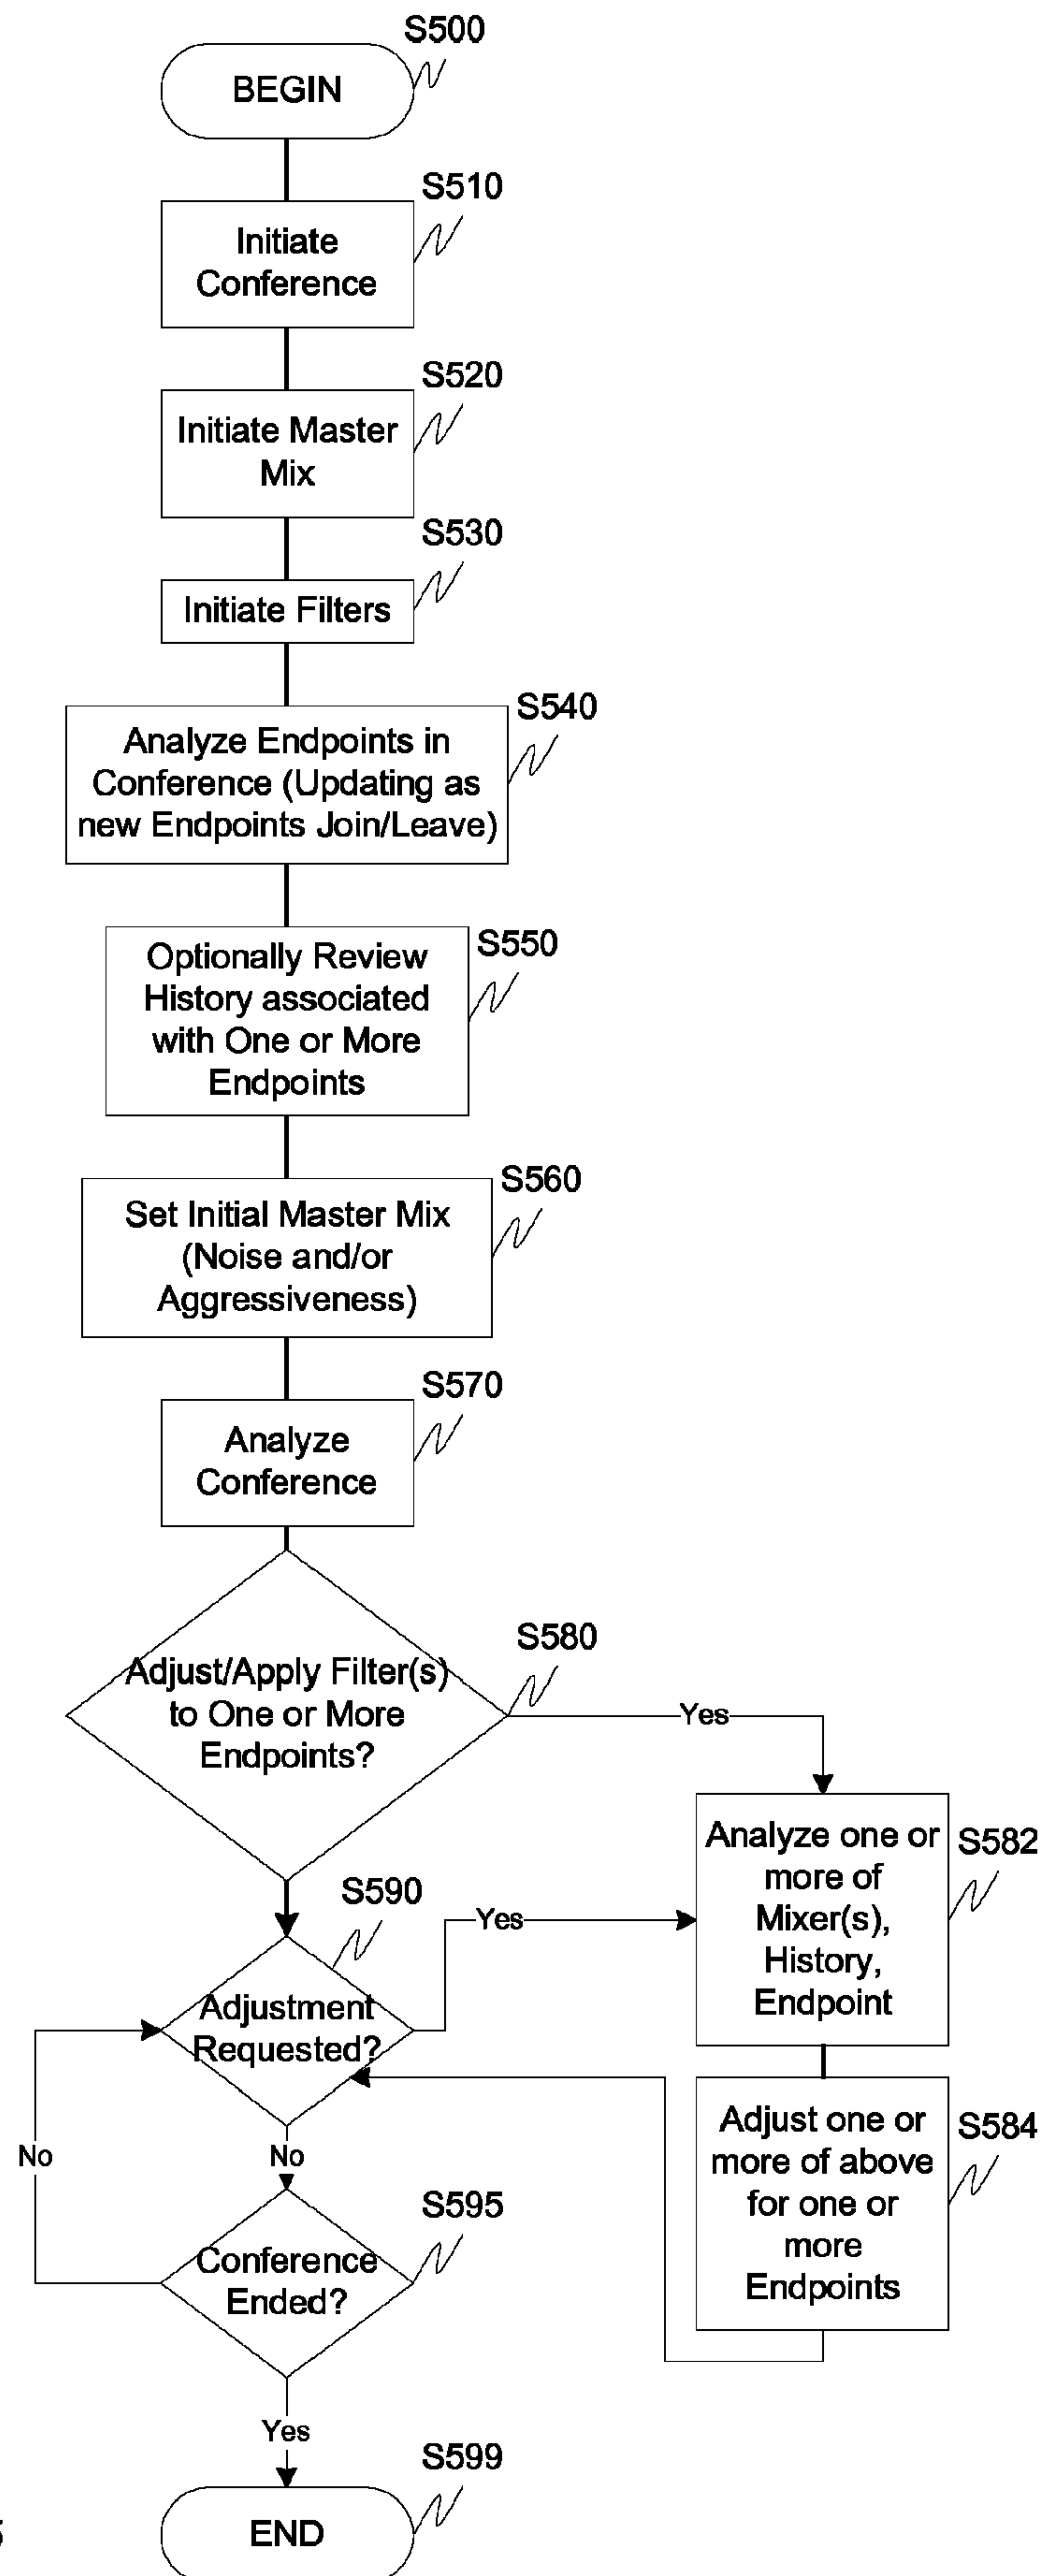 S500
BEGIN
S510
Initiate
Conference
S520
Initiate Master
Mix
S530
Initiate Filters
S540
Analyze Endpoints in
Conference (Updating as
new Endpoints Join/Leave)
S550
Optionally Review
History associated
with One or More
Endpoints
S560
Set Initial Master Mix
(Noise and/or
Aggressiveness)
S570
Analyze
Conference
S580
Adjust/Apply Filter(s)
to One or More
Endpoints?
Yes
S582
Analyze one or
more of
Mixer(s),
History,
Endpoint
S590
Adjustment
Requested?
Yes
S584
Adjust one or
more of above
for one or
more
Endpoints
No
No
S595
Conference
Ended?
Yes
S599
END